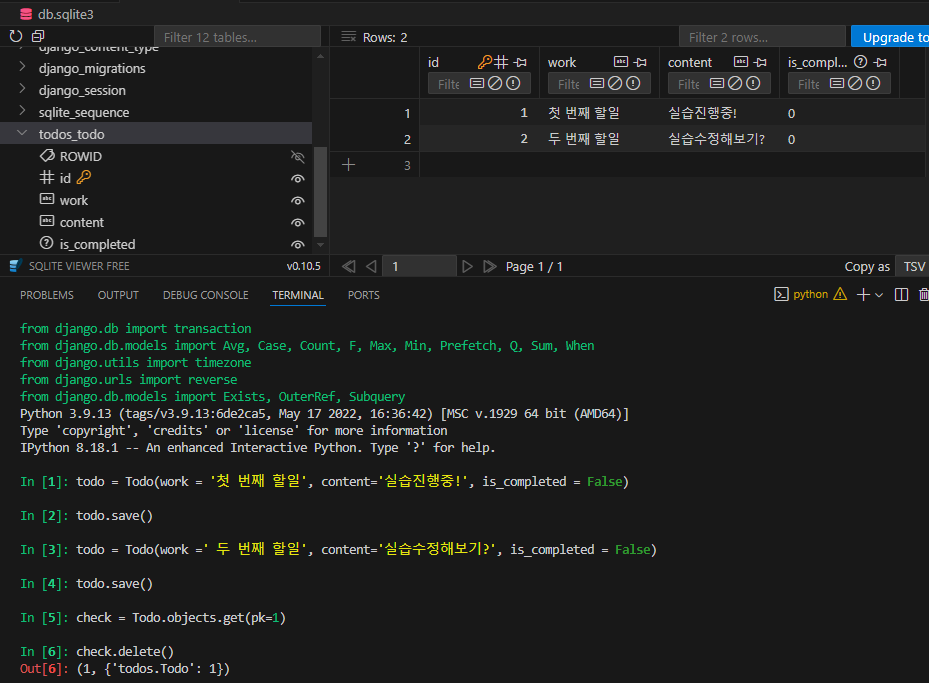 db.sqlite3
Filter 12 tables...
Rows: 2
Filter 2 rows...
Upgrade to
django_content_type
django_migrations
django_session
sqlite_sequence
todos_todo
ROWID
id
work
content
is_completed
id work content is_compl...
Filte Filte Filte Filte
1 1 첫 번째 할일 실습진행중! 0
2 2 두 번째 할일 실습수정해보기? 0
3
SQLITE VIEWER FREE v0.10.5
1 Page 1 / 1
Copy as TSV
PROBLEMS OUTPUT DEBUG CONSOLE TERMINAL PORTS
python
from django.db import transaction
from django.db.models import Avg, Case, Count, F, Max, Min, Prefetch, Q, Sum, When
from django.utils import timezone
from django.urls import reverse
from django.db.models import Exists, OuterRef, Subquery
Python 3.9.13 (tags/v3.9.13:6de2ca5, May 17 2022, 16:36:42) [MSC v.1929 64 bit (AMD64)]
Type 'copyright', 'credits' or 'license' for more information
IPython 8.18.1 -- An enhanced Interactive Python. Type '?' for help.
In [1]: todo = Todo(work = '첫 번째 할일', content='실습진행중!', is_completed = False)
In [2]: todo.save()
In [3]: todo = Todo(work =' 두 번째 할일', content='실습수정해보기?', is_completed = False)
In [4]: todo.save()
In [5]: check = Todo.objects.get(pk=1)
In [6]: check.delete()
Out[6]: (1, {'todos.Todo': 1})